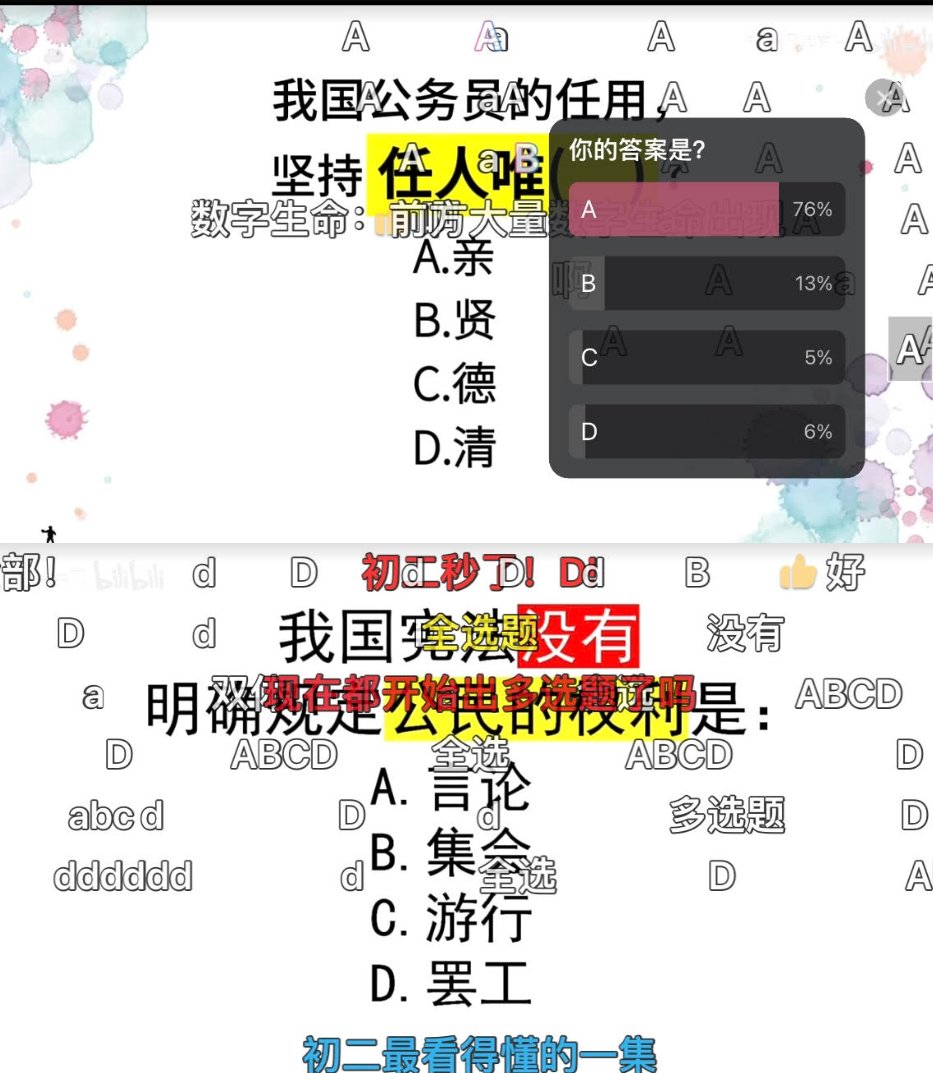 A A a A a A
我国公务员的任用，
A aA A A A
坚持 任人唯( )?
A a B A A
你的答案是?
A 76%
数字生命：前方大量数字生命出现
A A
A.亲
B 13%
啊 A a A
B.贤
C 5%
A A A
C.德
D 6%
D.清
部! bilibili d D 初二秒了! D d D d B 👍好
我国宪法没有
D d 全选题 没有
明确规定公民的权利是：
a 现在都开始出多选题了吗 ABCD
D ABCD 全选 ABCD D
A. 言论
abcd D d 多选题 D
B. 集会
dddddd d 全选 D A
C. 游行
D. 罢工
初二最看得懂的一集